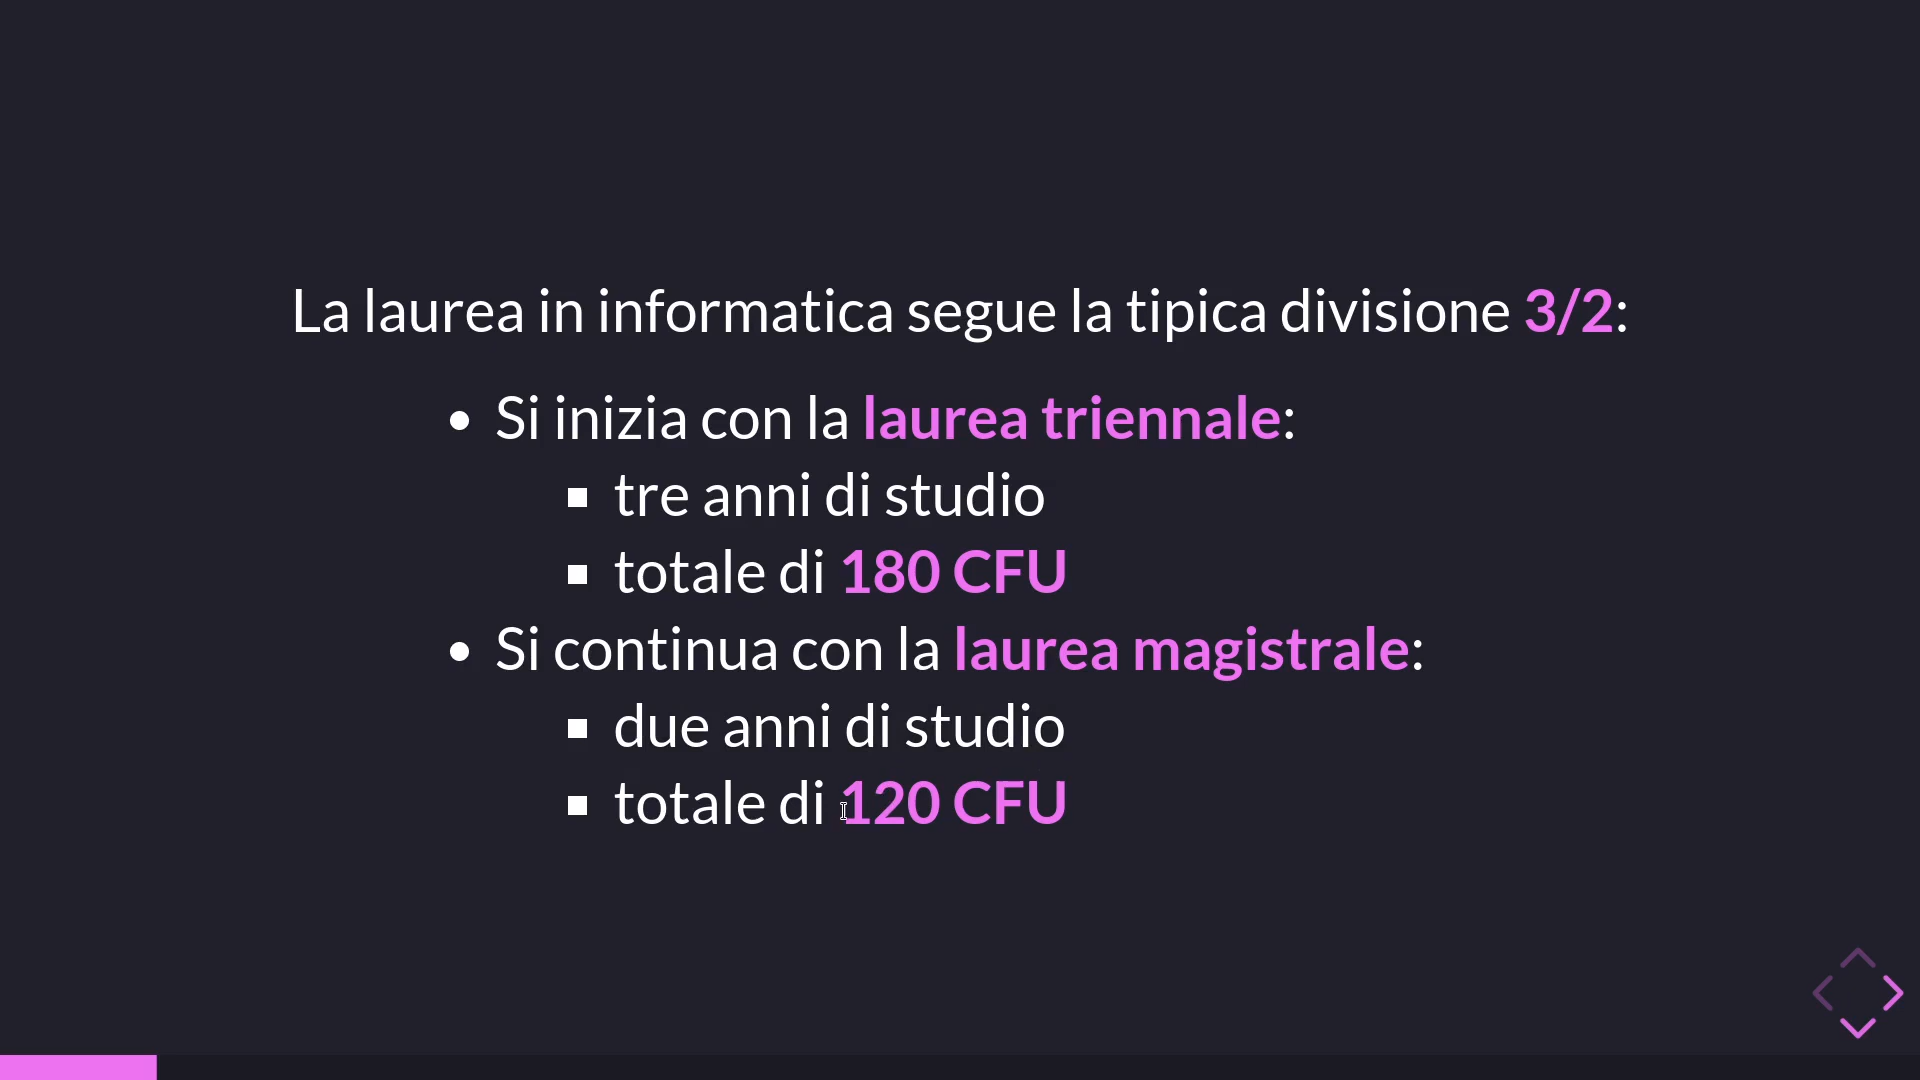 La laurea in informatica segue la tipica divisione 3/2:
• Si inizia con la laurea triennale:
▪ tre anni di studio
▪ totale di 180 CFU
• Si continua con la laurea magistrale:
▪ due anni di studio
▪ totale di 120 CFU